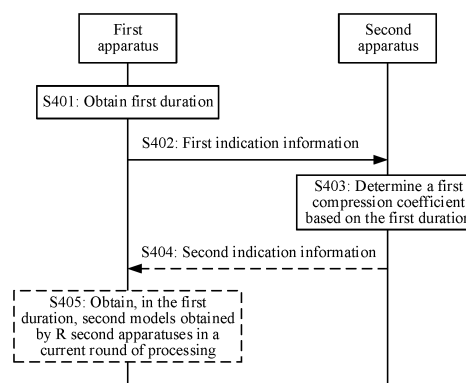 First
apparatus
Second
apparatus
S401: Obtain first duration
S402: First indication information
S403: Determine a first
compression coefficient
based on the first duration
S404: Second indication information
S405: Obtain, in the first
duration, second models obtained
by R second apparatuses in a
current round of processing